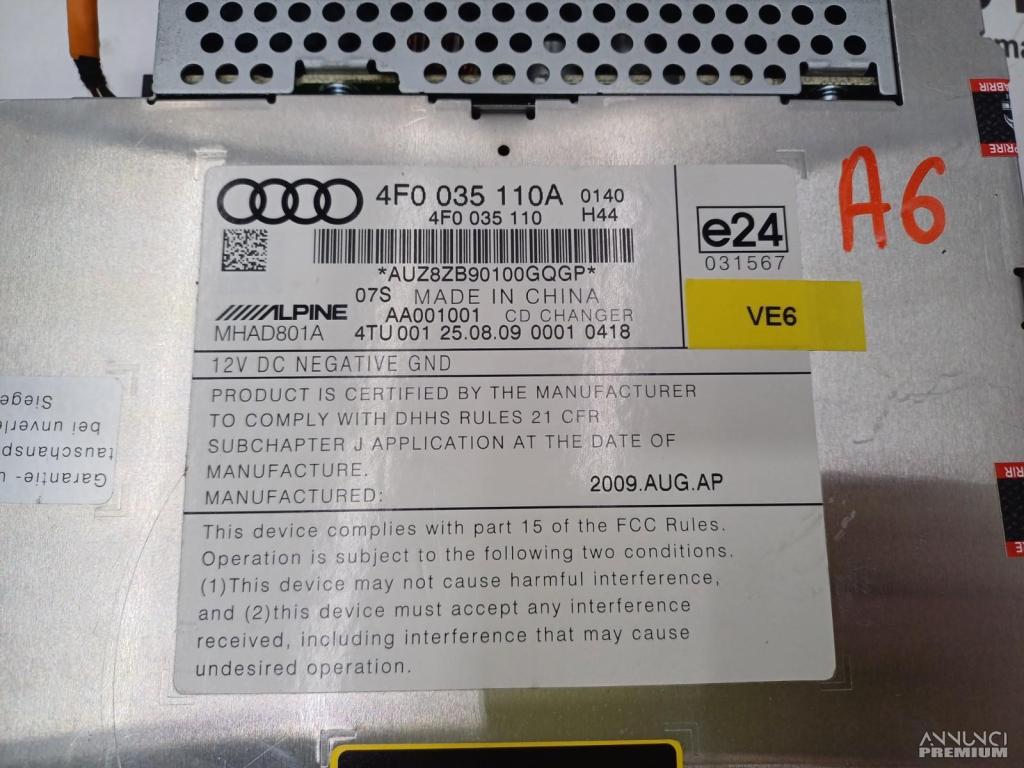 4F0 035 110A 0140
4F0 035 110 H44
*AUZ8ZB90100GQGP*
07S MADE IN CHINA
ALPINE AA001001 CD CHANGER
MHAD801A 4TU 001 25.08.09 0001 0418
e24
031567
VE6
A6
12V DC NEGATIVE GND
PRODUCT IS CERTIFIED BY THE MANUFACTURER
TO COMPLY WITH DHHS RULES 21 CFR
SUBCHAPTER J APPLICATION AT THE DATE OF
MANUFACTURE.
MANUFACTURED: 2009.AUG.AP
This device complies with part 15 of the FCC Rules.
Operation is subject to the following two conditions.
(1)This device may not cause harmful interference,
and (2)this device must accept any interference
received, including interference that may cause
undesired operation.
Garantie-
bei
ABRIR
PRIRE
ABRIR
ANNUNCI
PREMIUM